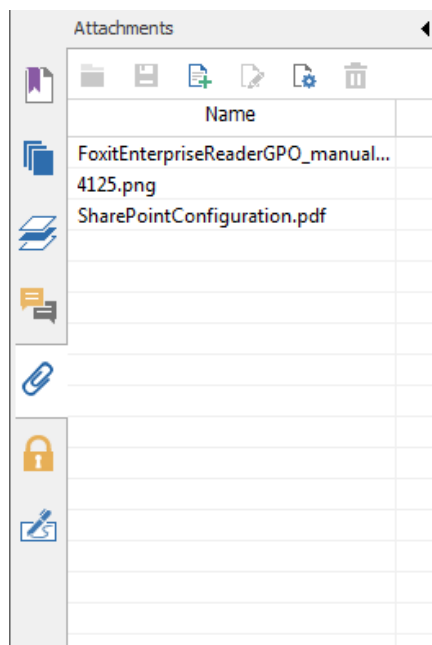 Attachments
Name
FoxitEnterpriseReaderGPO_manual...
4125.png
SharePointConfiguration.pdf